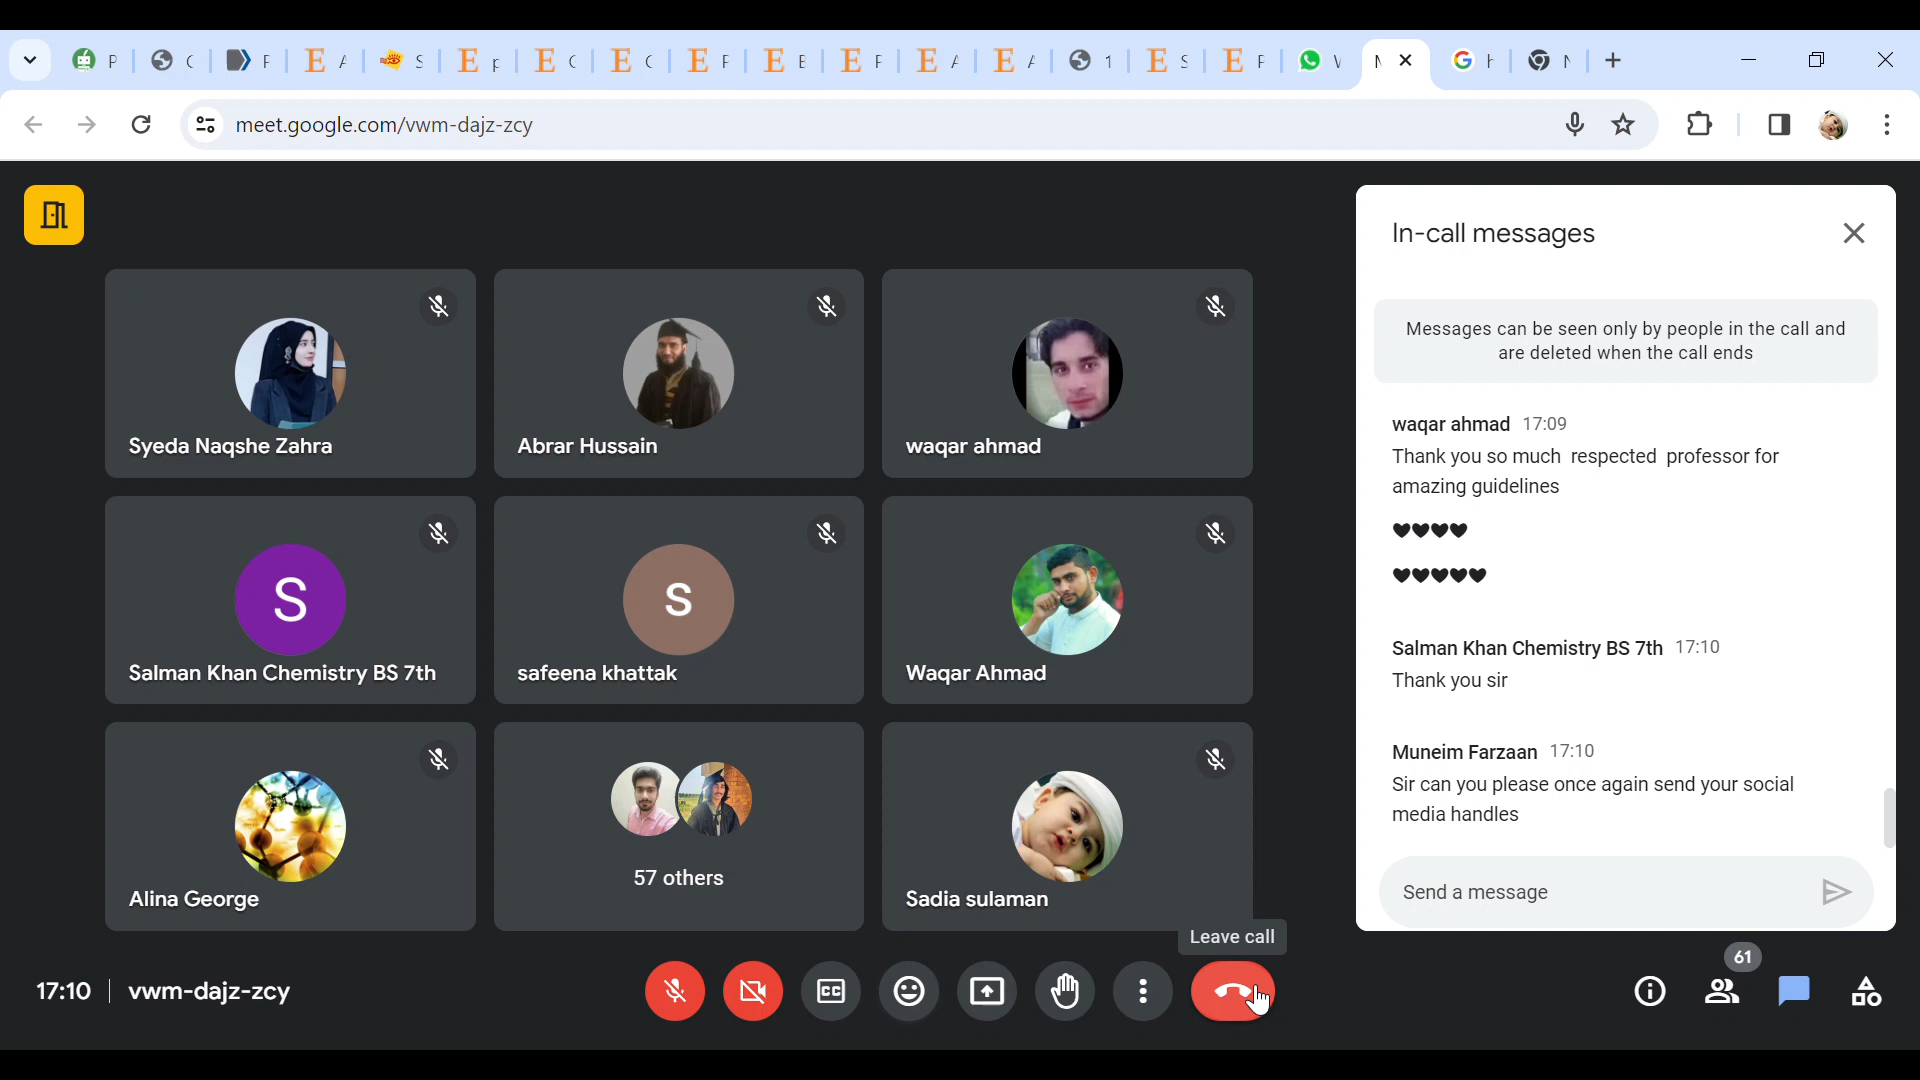 meet.google.com/vwm-dajz-zcy
In-call messages
Messages can be seen only by people in the call and
are deleted when the call ends
Syeda Naqshe Zahra
Abrar Hussain
waqar ahmad
waqar ahmad 17:09
Thank you so much respected professor for
amazing guidelines
🖤🖤🖤🖤
🖤🖤🖤🖤🖤
S
Salman Khan Chemistry BS 7th
s
safeena khattak
Waqar Ahmad
Salman Khan Chemistry BS 7th 17:10
Thank you sir
Muneim Farzaan 17:10
Sir can you please once again send your social
media handles
Alina George
57 others
Sadia sulaman
Send a message
Leave call
17:10 | vwm-dajz-zcy
CC
61